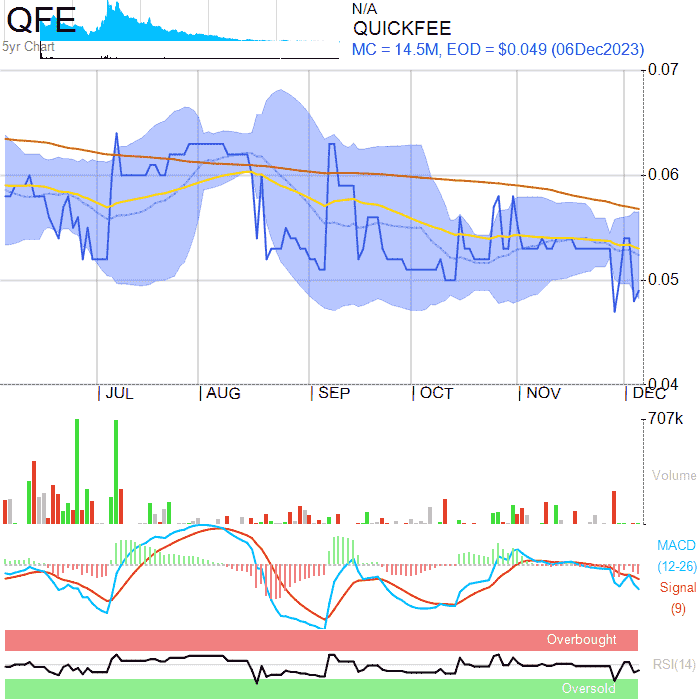 QFE
5yr Chart
N/A
QUICKFEE
MC = 14.5M, EOD = $0.049 (06Dec2023)
0.07
0.06
0.05
0.04
JUL AUG SEP OCT NOV DEC
707k
Volume
MACD
(12-26)
Signal
(9)
Overbought
RSI(14)
Oversold